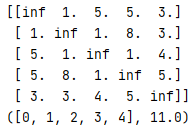 [[inf  1.  5.  5.  3.]
 [ 1. inf  1.  8.  3.]
 [ 5.  1. inf  1.  4.]
 [ 5.  8.  1. inf  5.]
 [ 3.  3.  4.  5. inf]]
([0, 1, 2, 3, 4], 11.0)